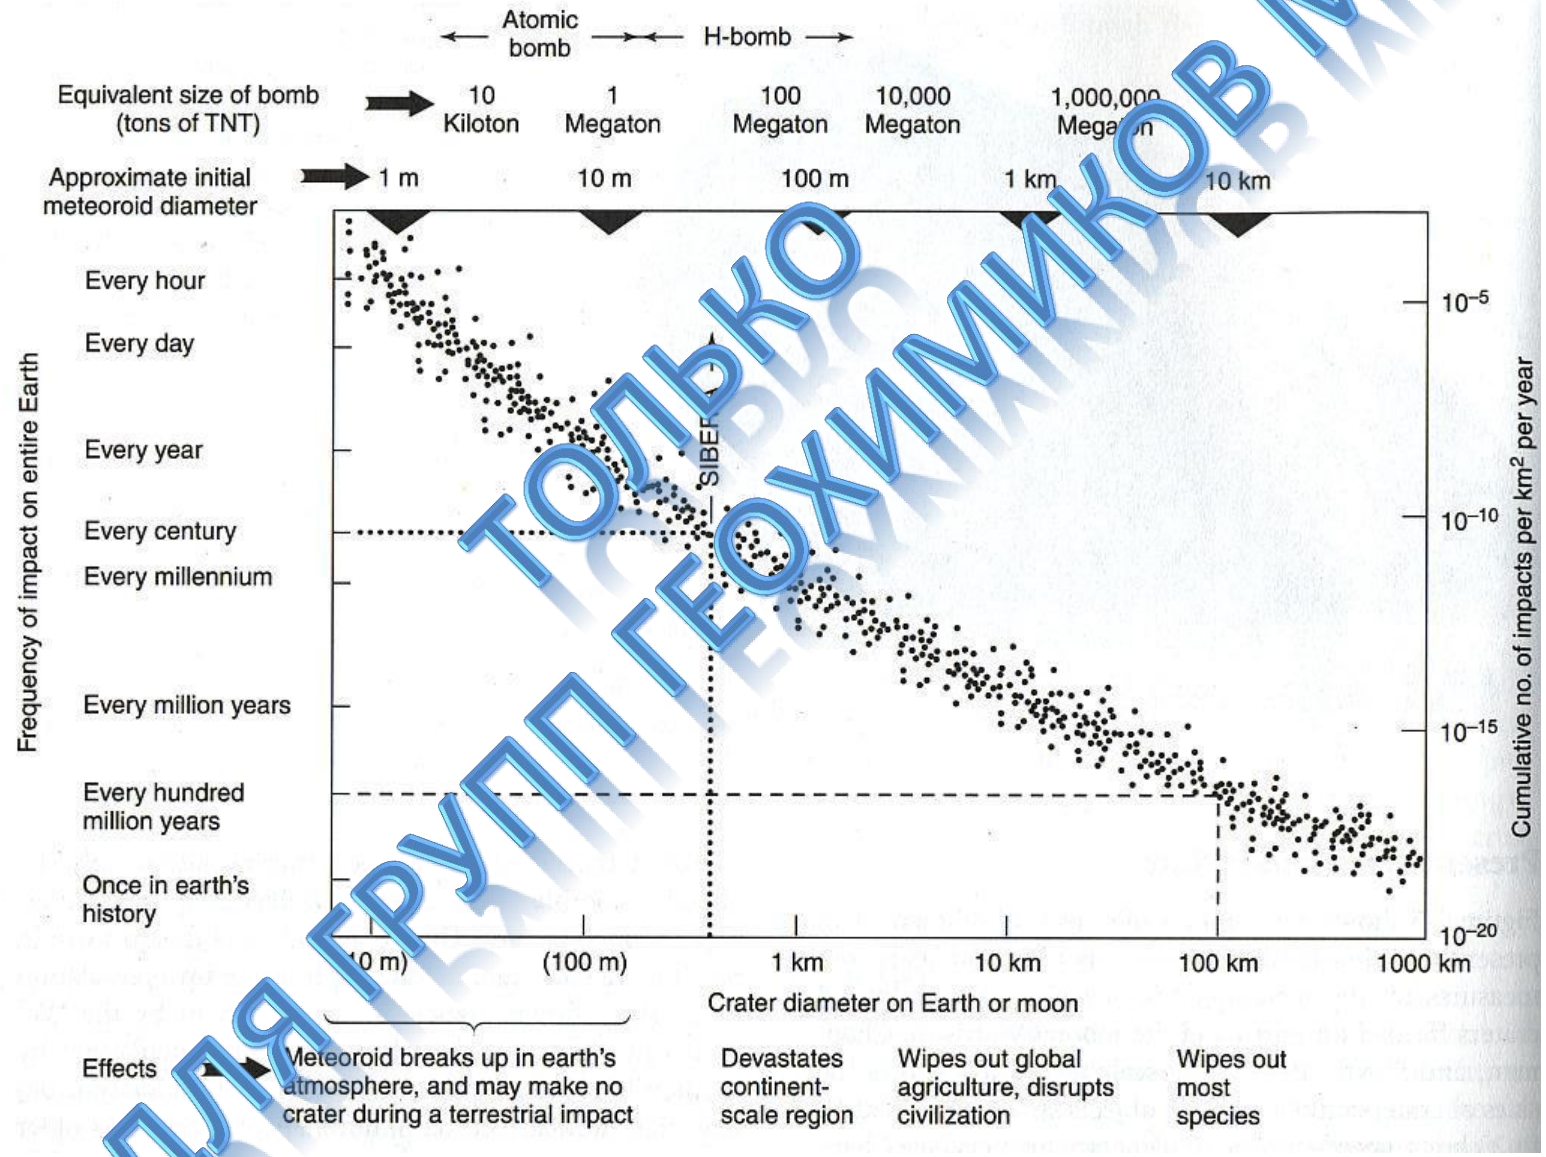 Atomic
bomb
H-bomb
Equivalent size of bomb
(tons of TNT)
10
Kiloton
1
Megaton
100
Megaton
10,000
Megaton
1,000,000
Megaton
Approximate initial
meteoroid diameter
1 m
10 m
100 m
1 km
10 km
Frequency of impact on entire Earth
Every hour
Every day
Every year
Every century
Every millennium
Every million years
Every hundred
million years
Once in earth's
history
10⁻⁵
10⁻¹⁰
10⁻¹⁵
10⁻²⁰
Cumulative no. of impacts per km² per year
(100 m)
1 km
10 km
100 km
1000 km
Crater diameter on Earth or moon
Effects
Meteoroid breaks up in earth's
atmosphere, and may make no
crater during a terrestrial impact
Devastates
continent-
scale region
Wipes out global
agriculture, disrupts
civilization
Wipes out
most
species
ТОЛЬКО
ДЛЯ ГРУПП ГЕОХИМИКОВ